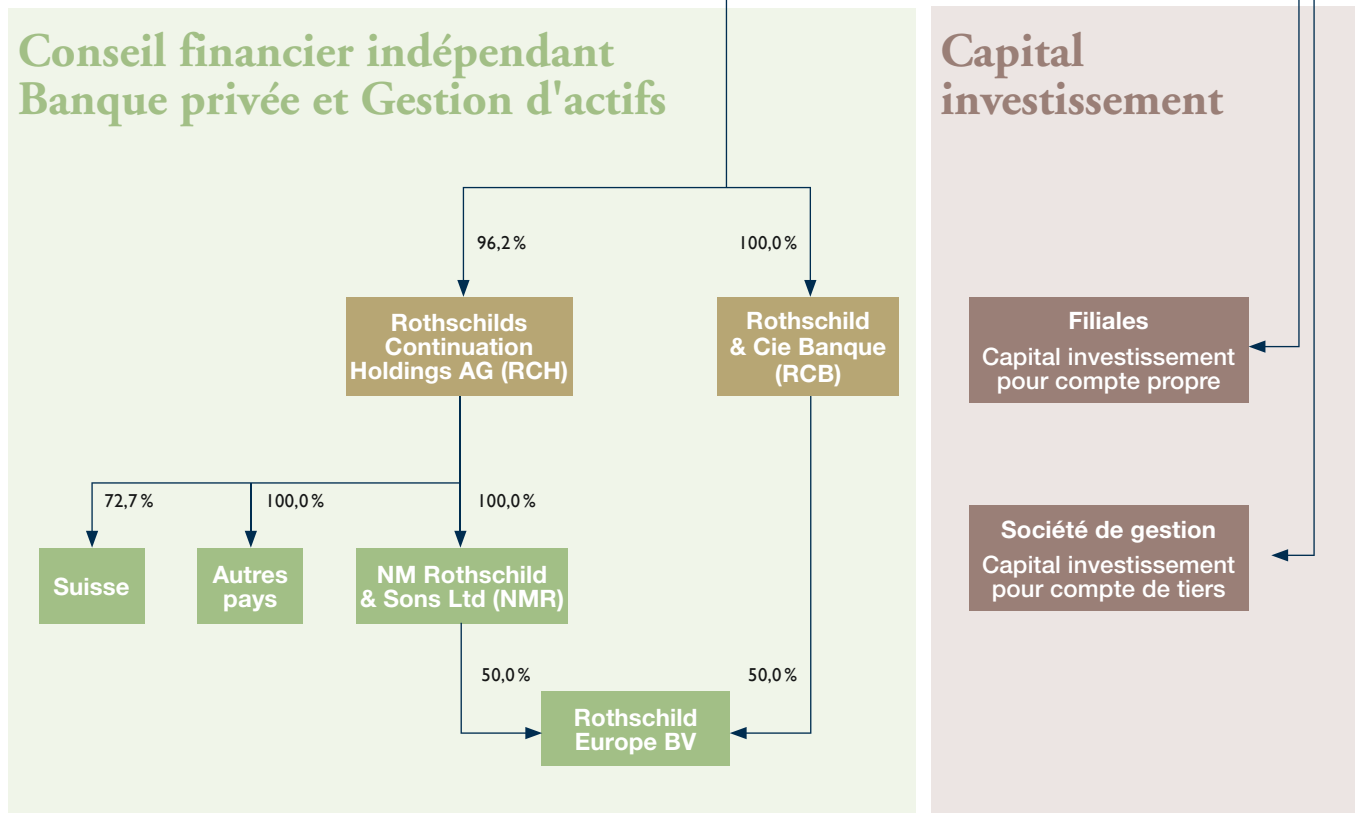 Conseil financier indépendant
Banque privée et Gestion d'actifs
Capital
investissement
96,2 %
100,0 %
Rothschilds
Continuation
Holdings AG (RCH)
Rothschild
& Cie Banque
(RCB)
Filiales
Capital investissement
pour compte propre
72,7 %
100,0 %
100,0 %
Suisse
Autres
pays
NM Rothschild
& Sons Ltd (NMR)
Société de gestion
Capital investissement
pour compte de tiers
50,0 %
50,0 %
Rothschild
Europe BV